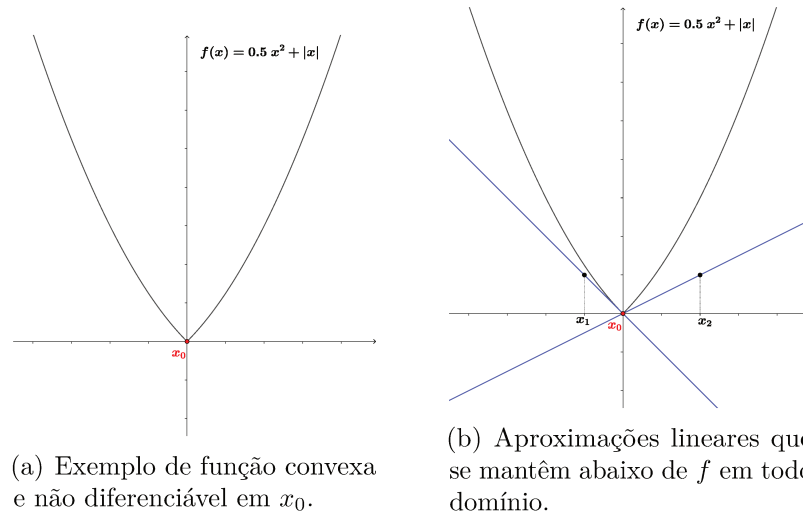 f(x) = 0.5 x² + |x|
x₀
(a) Exemplo de função convexa
e não diferenciável em x₀.
f(x) = 0.5 x² + |x|
x₁
x₀
x₂
(b) Aproximações lineares que
se mantêm abaixo de f em todo
domínio.